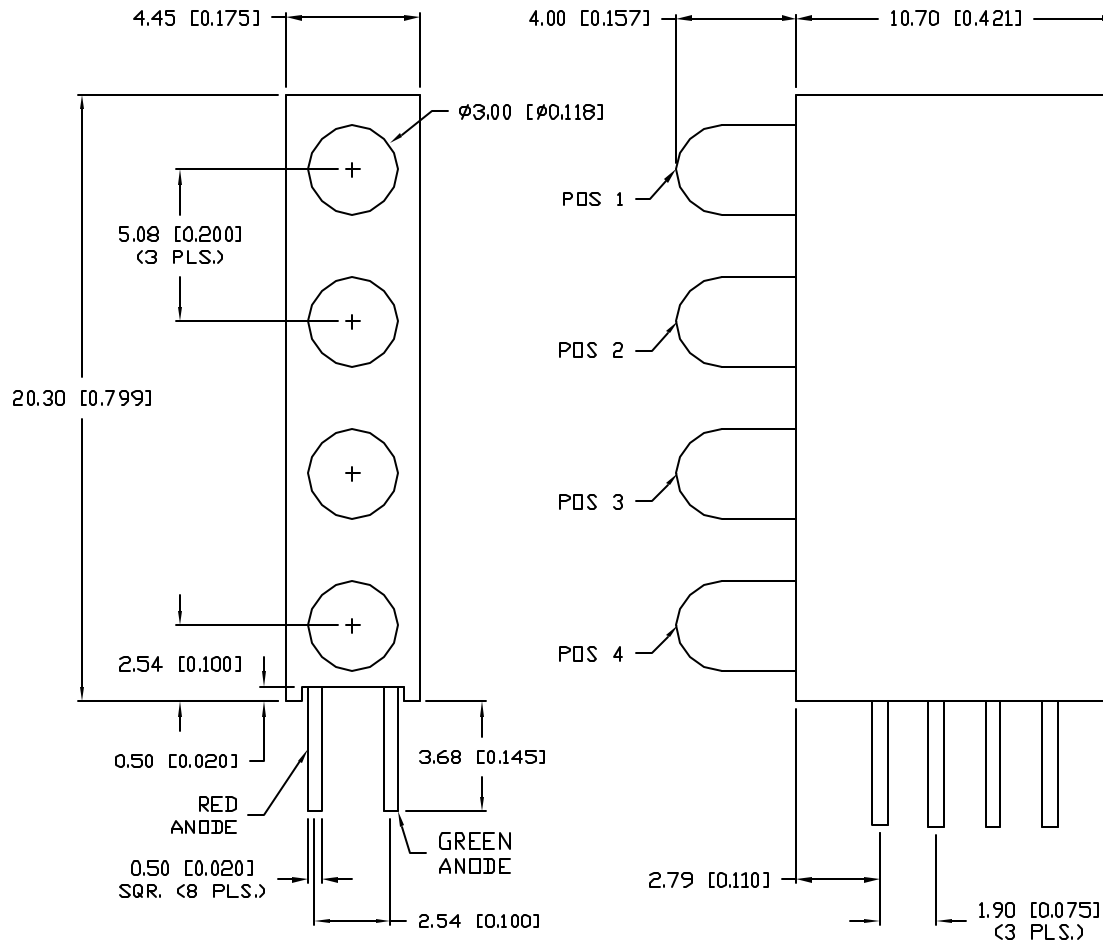 4.45 [0.175]
4.00 [0.157]
10.70 [0.421]
ø3.00 [ø0.118]
POS 1
5.08 [0.200]
(3 PLS.)
POS 2
20.30 [0.799]
POS 3
2.54 [0.100]
POS 4
0.50 [0.020]
3.68 [0.145]
RED
ANODE
GREEN
ANODE
0.50 [0.020]
SQR. (8 PLS.)
2.54 [0.100]
2.79 [0.110]
1.90 [0.075]
(3 PLS.)